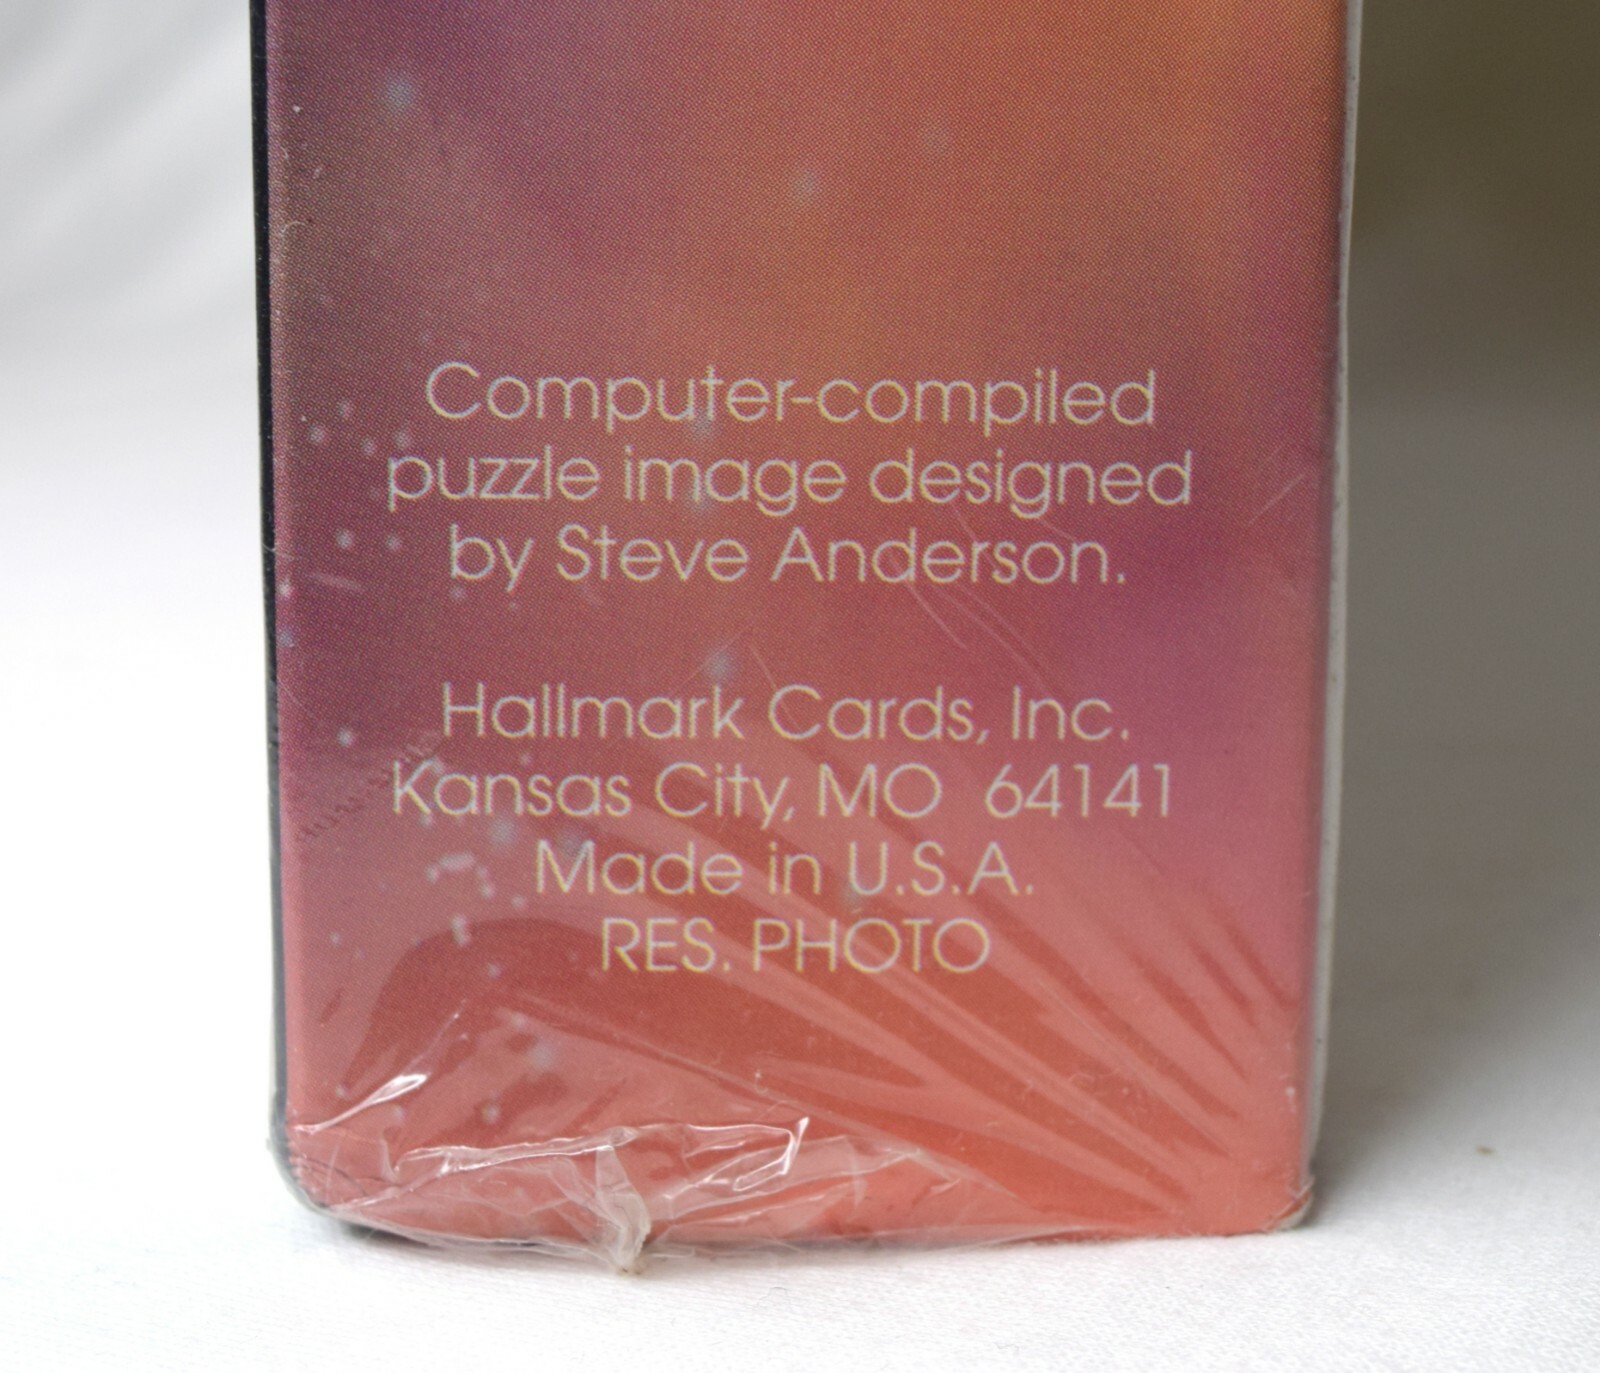 Computer-compiled
puzzle image designed
by Steve Anderson.
Hallmark Cards, Inc.
Kansas City, MO 64141
Made in U.S.A.
RES. PHOTO